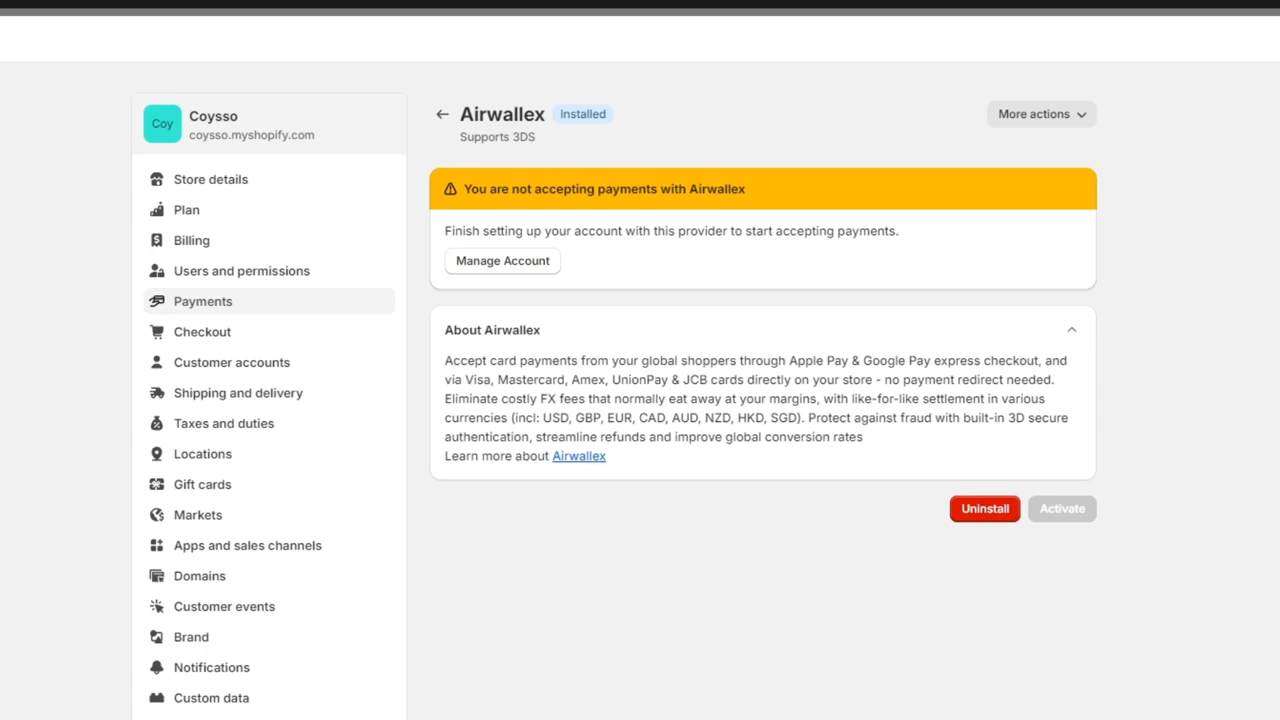 Coy
Coysso
coysso.myshopify.com
Store details
Plan
Billing
Users and permissions
Payments
Checkout
Customer accounts
Shipping and delivery
Taxes and duties
Locations
Gift cards
Markets
Apps and sales channels
Domains
Customer events
Brand
Notifications
Custom data
Airwallex Installed
Supports 3DS
More actions
You are not accepting payments with Airwallex
Finish setting up your account with this provider to start accepting payments.
Manage Account
About Airwallex
Accept card payments from your global shoppers through Apple Pay & Google Pay express checkout, and
via Visa, Mastercard, Amex, UnionPay & JCB cards directly on your store - no payment redirect needed.
Eliminate costly FX fees that normally eat away at your margins, with like-for-like settlement in various
currencies (incl: USD, GBP, EUR, CAD, AUD, NZD, HKD, SGD). Protect against fraud with built-in 3D secure
authentication, streamline refunds and improve global conversion rates
Learn more about Airwallex
Uninstall Activate